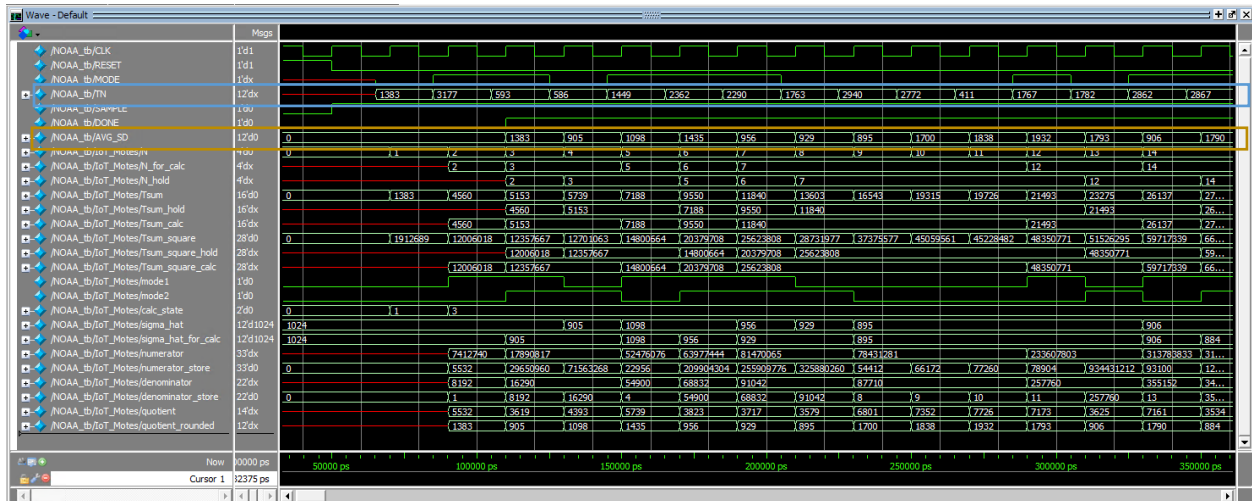 Wave - Default
Msgs
/NOAA_tb/CLK 1'd1
/NOAA_tb/RESET 1'd1
/NOAA_tb/MODE 1'dx
/NOAA_tb/TN 12'dx 1383 3177 593 586 1449 2362 2290 1763 2940 2772 411 1767 1782 2862 2867
/NOAA_tb/SAMPLE 1'd0
/NOAA_tb/DONE 1'd0
/NOAA_tb/AVG_SD 12'd0 0 1383 905 1098 1435 956 929 895 1700 1838 1932 1793 906 1790
/NOAA_tb/IoT_Motes/N 4'd0 0 1 2 3 4 5 6 7 8 9 10 11 12 13 14
/NOAA_tb/IoT_Motes/N_for_calc 4'dx 2 3 5 6 7 12 14
/NOAA_tb/IoT_Motes/N_hold 4'dx 2 3 5 6 7 12 14
/NOAA_tb/IoT_Motes/Tsum 16'd0 0 1383 4560 5153 5739 7188 9550 11840 13603 16543 19315 19726 21493 23275 26137 27...
/NOAA_tb/IoT_Motes/Tsum_hold 16'dx 4560 5153 7188 9550 11840 21493 26...
/NOAA_tb/IoT_Motes/Tsum_calc 16'dx 4560 5153 7188 9550 11840 21493 26137 27...
/NOAA_tb/IoT_Motes/Tsum_square 28'd0 0 1912689 12006018 12357667 12701063 14800664 20379708 25623808 28731977 37375577 45059561 45228482 48350771 51526295 59717339 66...
/NOAA_tb/IoT_Motes/Tsum_square_hold 28'dx 12006018 12357667 14800664 20379708 25623808 48350771 59...
/NOAA_tb/IoT_Motes/Tsum_square_calc 28'dx 12006018 12357667 14800664 20379708 25623808 48350771 59717339 66...
/NOAA_tb/IoT_Motes/mode1 1'd0
/NOAA_tb/IoT_Motes/mode2 1'd0
/NOAA_tb/IoT_Motes/calc_state 2'd0 0 1 3
/NOAA_tb/IoT_Motes/sigma_hat 12'd1024 1024 905 1098 956 929 895 906
/NOAA_tb/IoT_Motes/sigma_hat_for_calc 12'd1024 1024 905 1098 956 929 895 906 884
/NOAA_tb/IoT_Motes/numerator 33'dx 7412740 17890817 52476076 63977444 81470065 78431281 233607803 313783833 31...
/NOAA_tb/IoT_Motes/numerator_store 33'd0 0 5532 29650960 71563268 22956 209904304 255909776 325880260 54412 66172 77260 78904 934431212 93100 12...
/NOAA_tb/IoT_Motes/denominator 22'dx 8192 16290 54900 68832 91042 87710 257760 355152 34...
/NOAA_tb/IoT_Motes/denominator_store 22'd0 0 1 8192 16290 4 54900 68832 91042 8 9 10 11 257760 13 35...
/NOAA_tb/IoT_Motes/quotient 14'dx 5532 3619 4393 5739 3823 3717 3579 6801 7352 7726 7173 3625 7161 3534
/NOAA_tb/IoT_Motes/quotient_rounded 12'dx 1383 905 1098 1435 956 929 895 1700 1838 1932 1793 906 1790 884
Now 00000 ps 50000 ps 100000 ps 150000 ps 200000 ps 250000 ps 300000 ps 350000 ps
Cursor 1 32375 ps